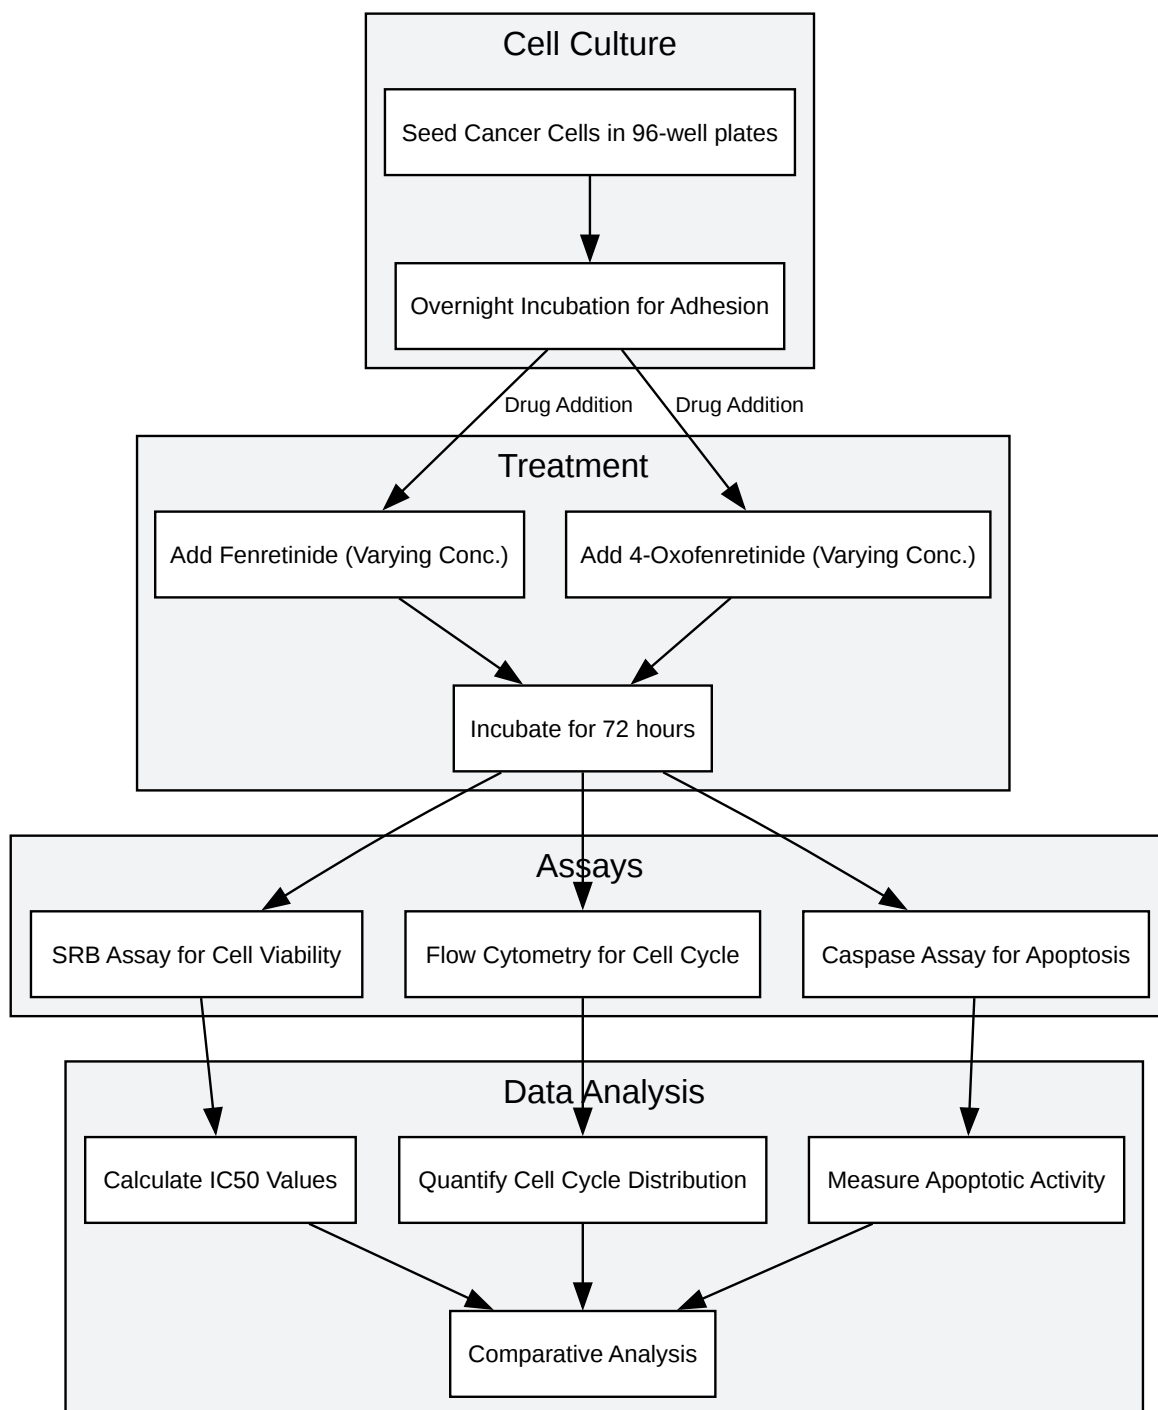 Cell Culture
Seed Cancer Cells in 96-well plates
Overnight Incubation for Adhesion
Drug Addition
Drug Addition
Treatment
Add Fenretinide (Varying Conc.)
Add 4-Oxofenretinide (Varying Conc.)
Incubate for 72 hours
Assays
SRB Assay for Cell Viability
Flow Cytometry for Cell Cycle
Caspase Assay for Apoptosis
Data Analysis
Calculate IC50 Values
Quantify Cell Cycle Distribution
Measure Apoptotic Activity
Comparative Analysis